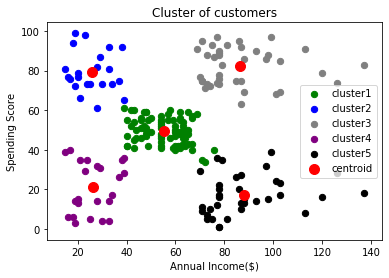 Cluster of customers
Spending Score
100
80
60
40
20
0
cluster1
cluster2
cluster3
cluster4
cluster5
centroid
20 40 60 80 100 120 140
Annual Income($)